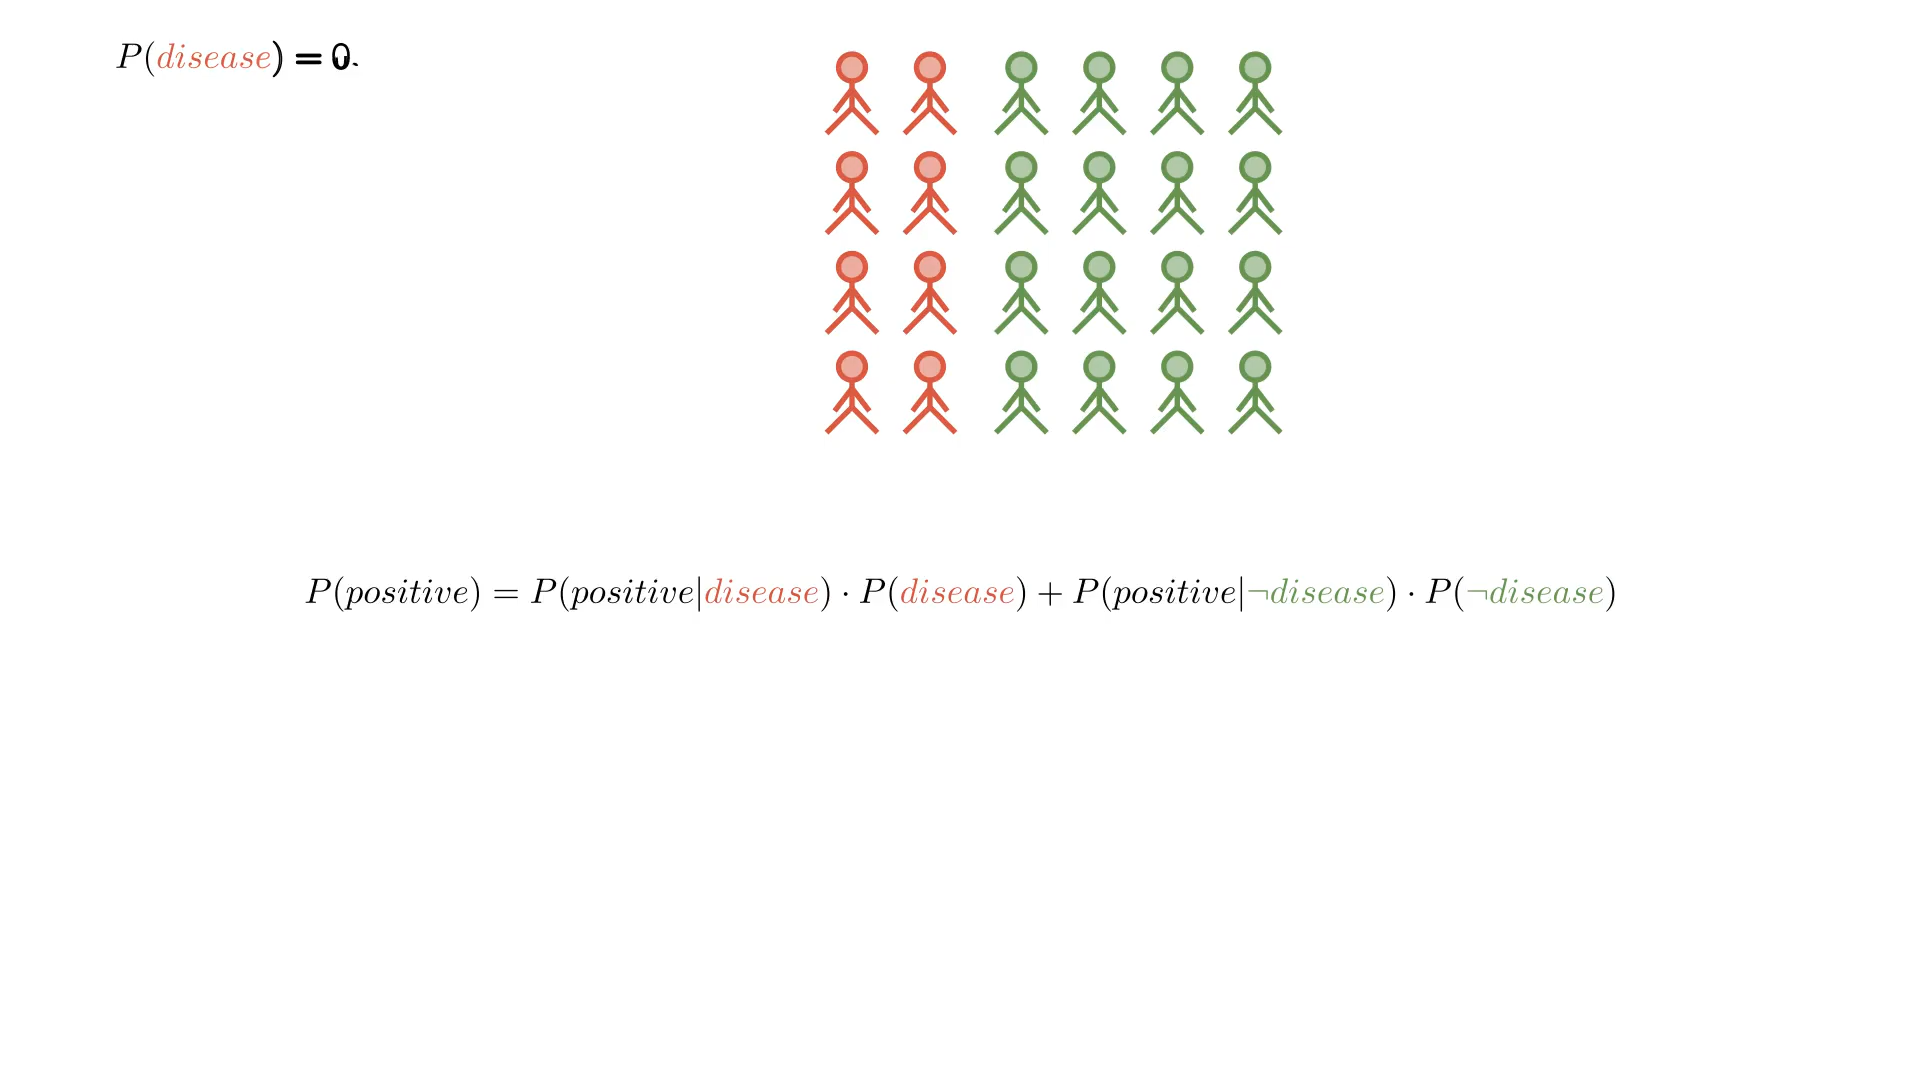 P(disease) = 0.
P(positive) = P(positive|disease) · P(disease) + P(positive|¬disease) · P(¬disease)